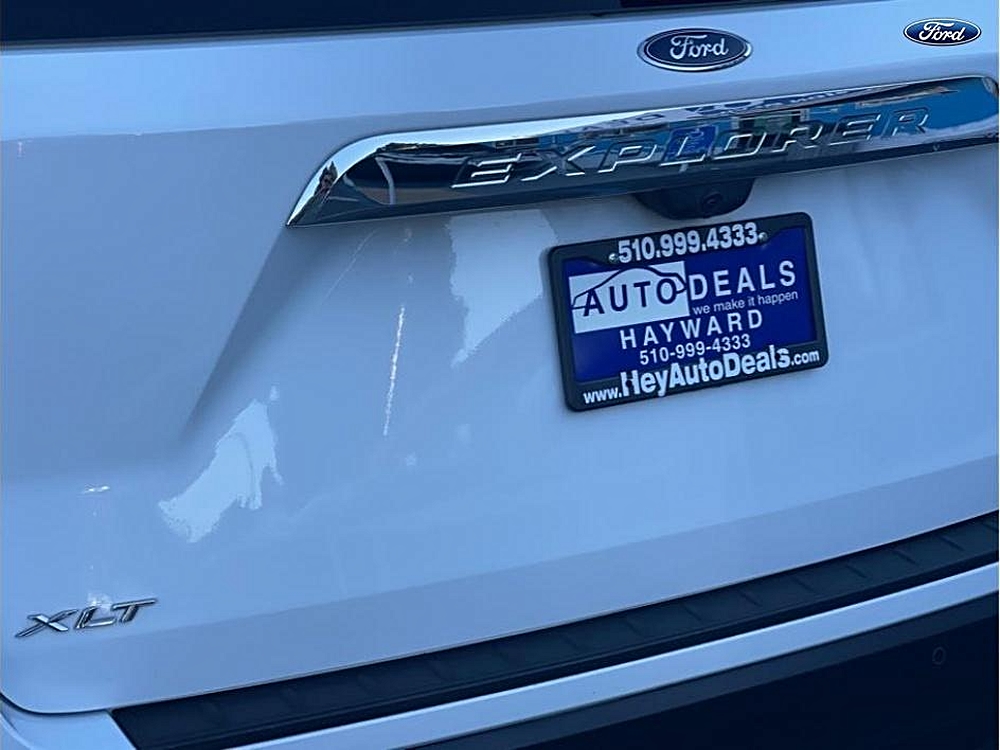 Ford
Ford
EXPLORER
510.999.4333
AUTO DEALS
we make it happen
HAYWARD
510-999-4333
www.HeyAutoDeals.com
XLT